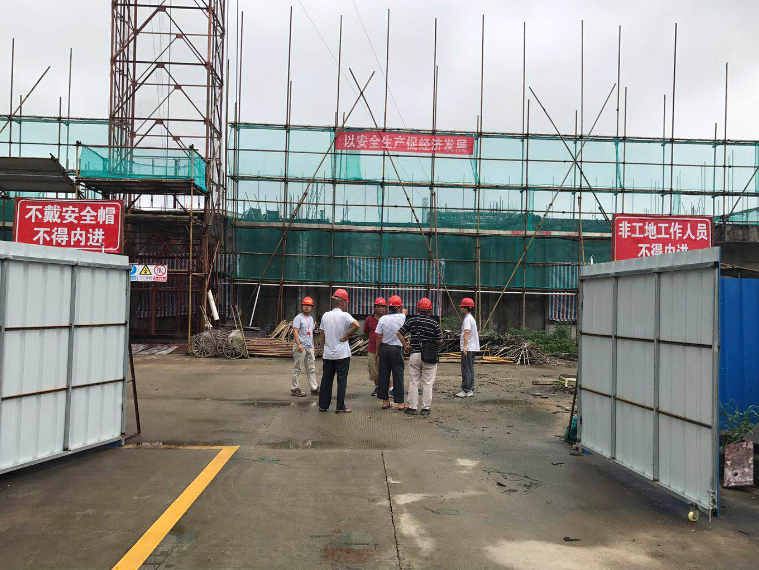 以安全生产促经济发展
不戴安全帽
不得内进
非工地工作人员
不得内进